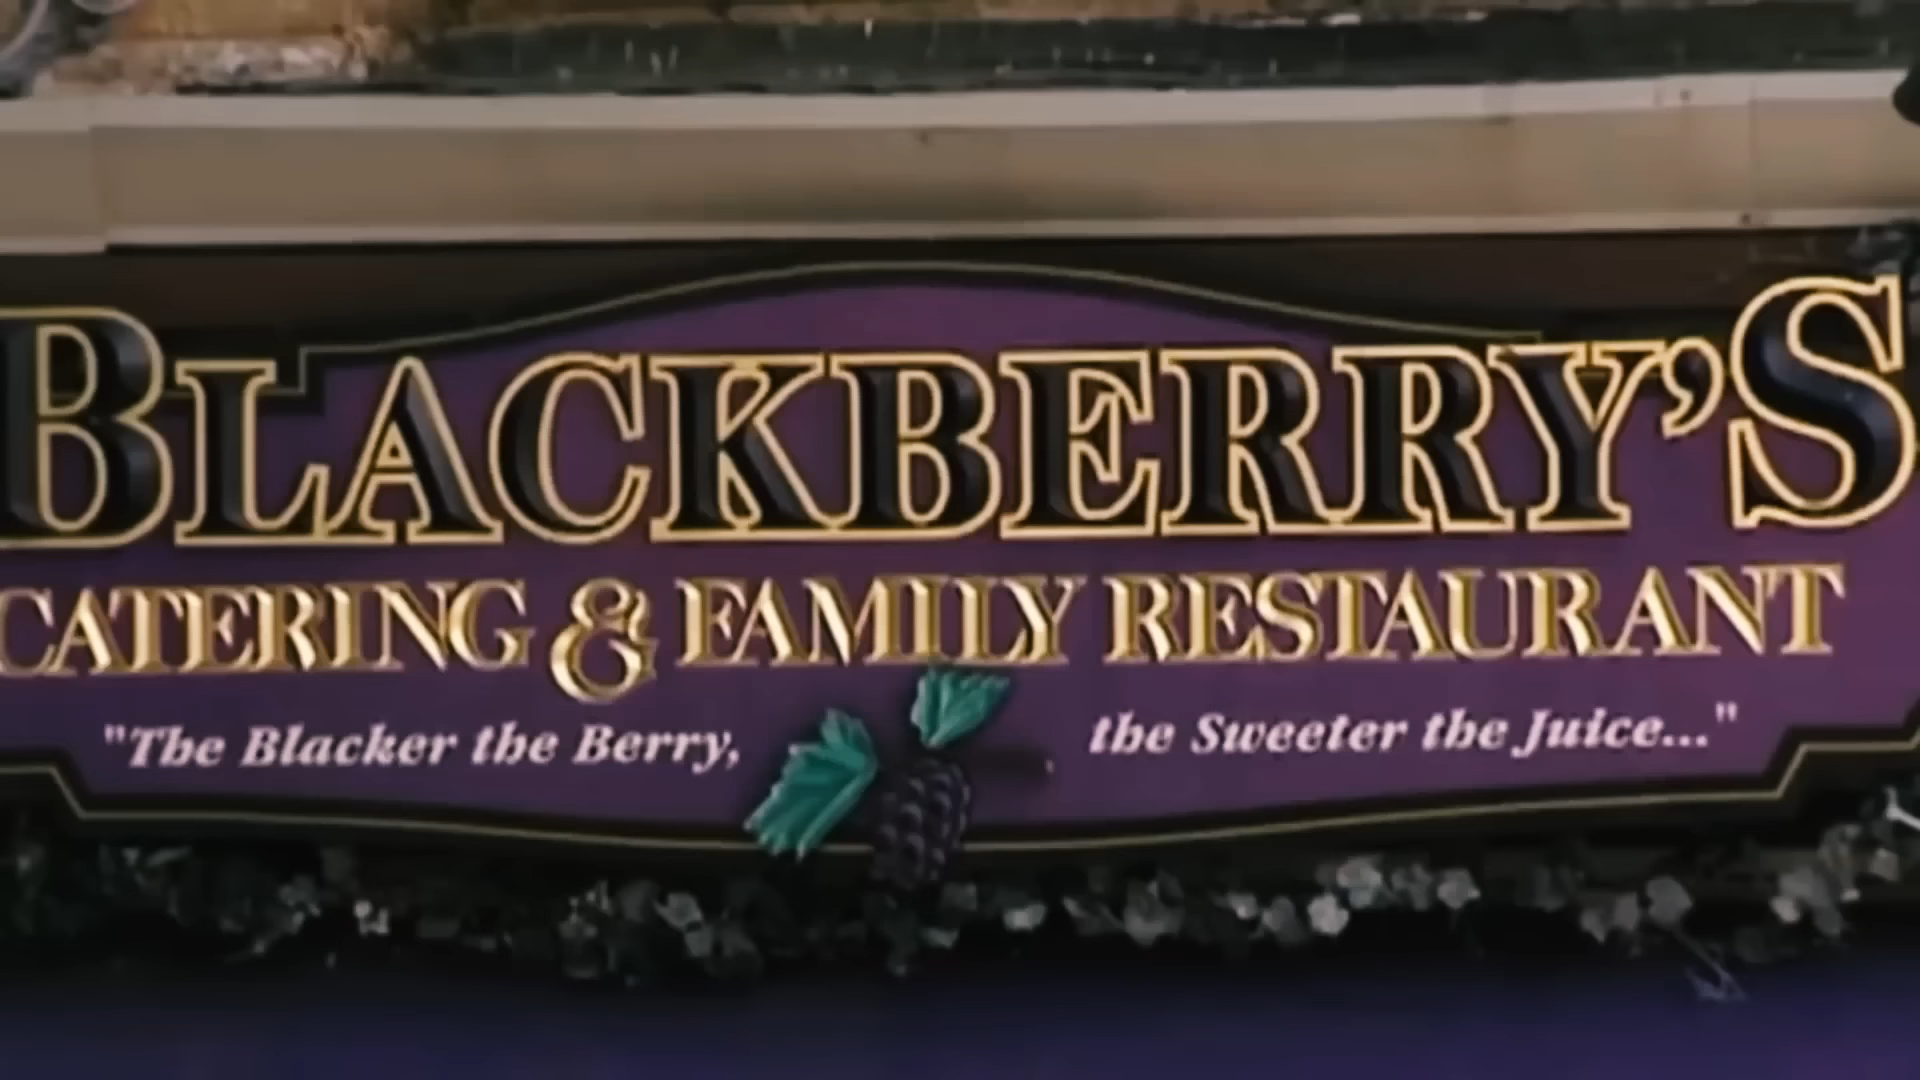 BLACKBERRY'S
CATERING & FAMILY RESTAURANT
"The Blacker the Berry, the Sweeter the Juice..."